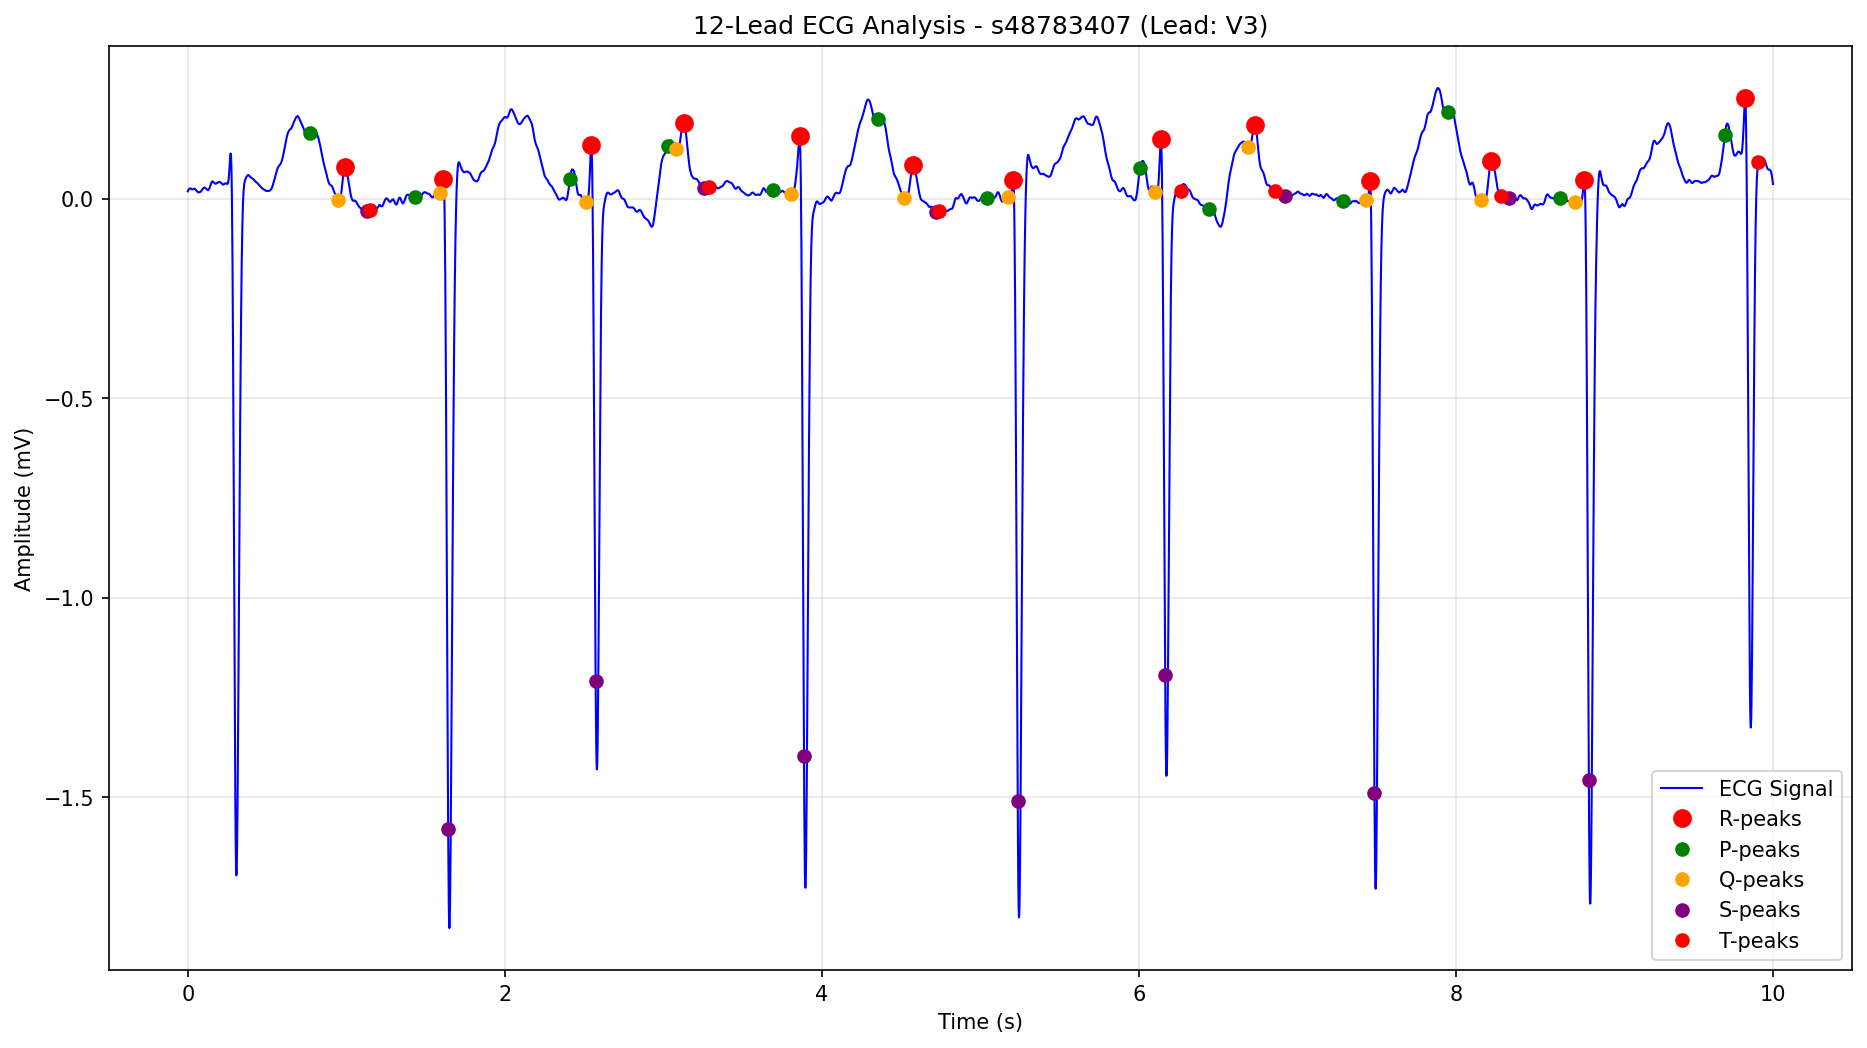 12-Lead ECG Analysis - s48783407 (Lead: V3)
Amplitude (mV)
0.0
−0.5
−1.0
−1.5
0 2 4 6 8 10
Time (s)
ECG Signal
R-peaks
P-peaks
Q-peaks
S-peaks
T-peaks